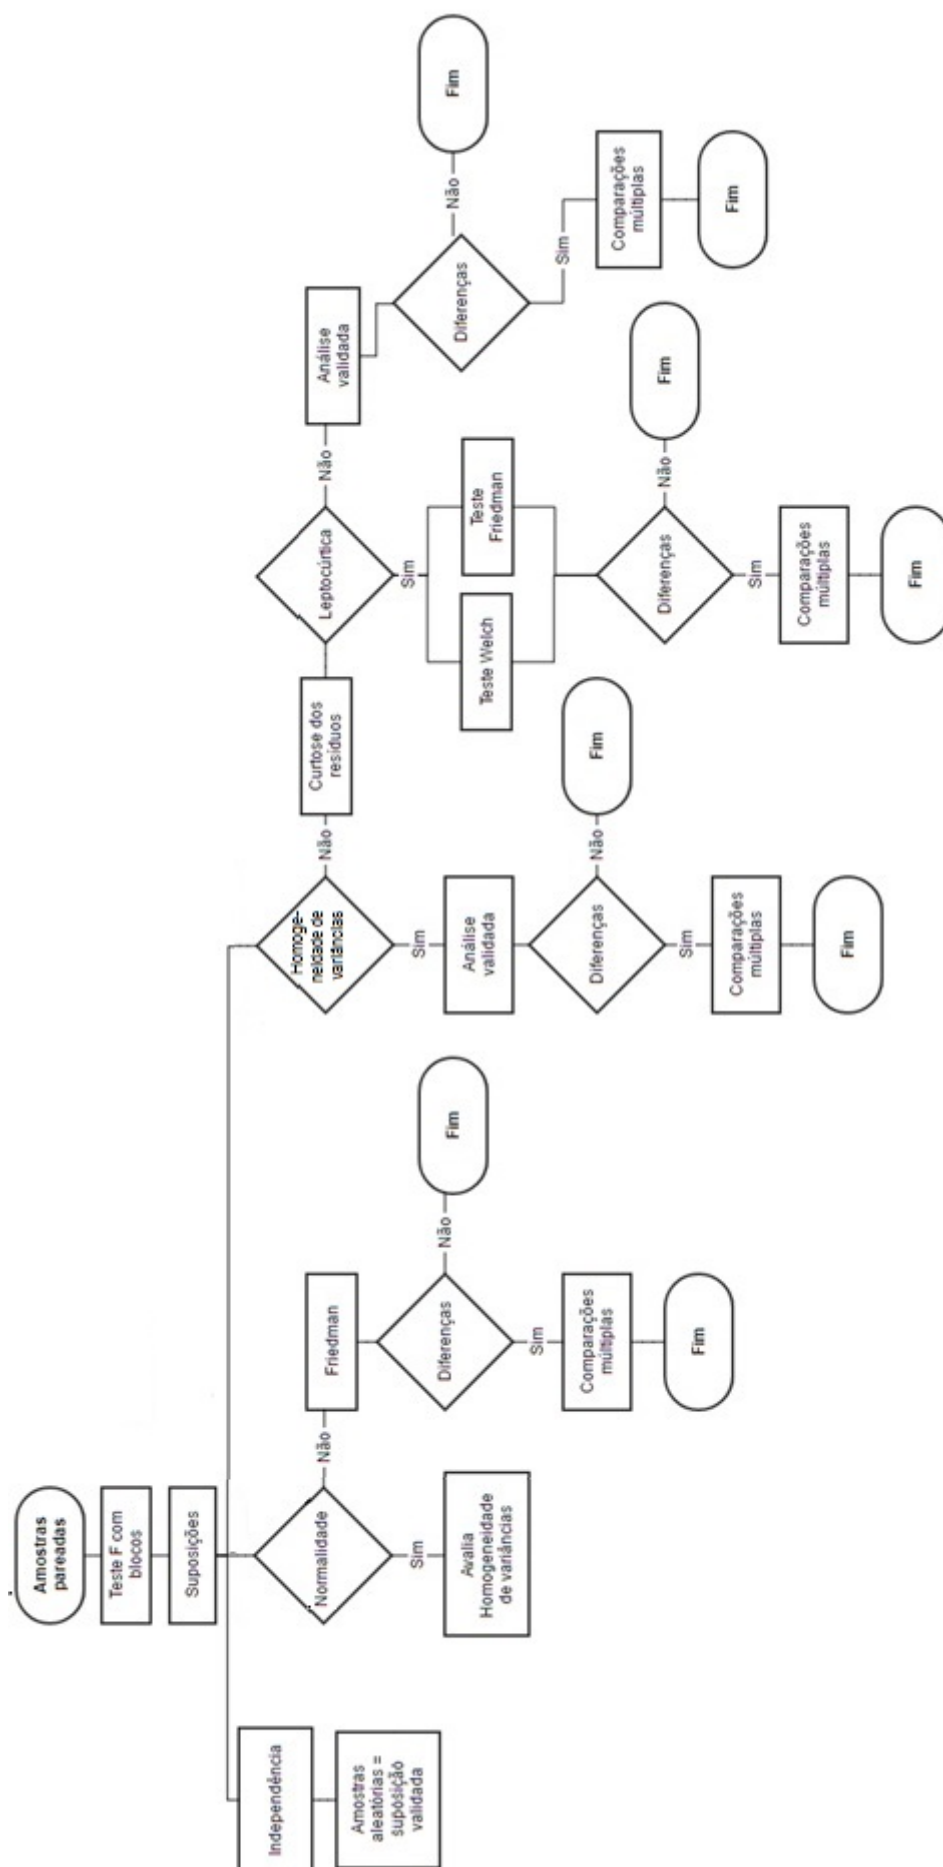 Amostras
pareadas
Teste F com
blocos
Suposições
Independência
Amostras
aleatórias =
suposição
validada
Normalidade
Sim
Avalia
Homogeneidade
de variâncias
Não
Friedman
Diferenças
Não
Fim
Sim
Comparações
múltiplas
Fim
Homoge-
neidade de
variâncias
Sim
Análise
validada
Diferenças
Não
Fim
Sim
Comparações
múltiplas
Fim
Não
Curtose dos
resíduos
Leptocúrtica
Sim
Teste Welch
Teste
Friedman
Diferenças
Não
Fim
Sim
Comparações
múltiplas
Fim
Não
Análise
validada
Diferenças
Não
Fim
Sim
Comparações
múltiplas
Fim